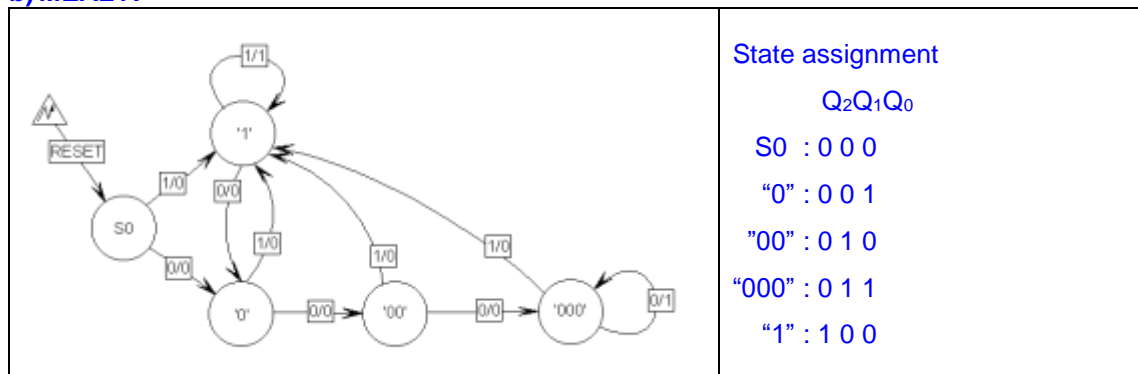 b) MEALY:
1/1
'1'
RESET
1/0
0/0
S0
1/0
1/0
1/0
0/0
'0'
0/0
'00'
0/0
'000'
0/1
State assignment
Q₂Q₁Q₀
S0 : 0 0 0
“0” : 0 0 1
”00” : 0 1 0
“000” : 0 1 1
“1” : 1 0 0